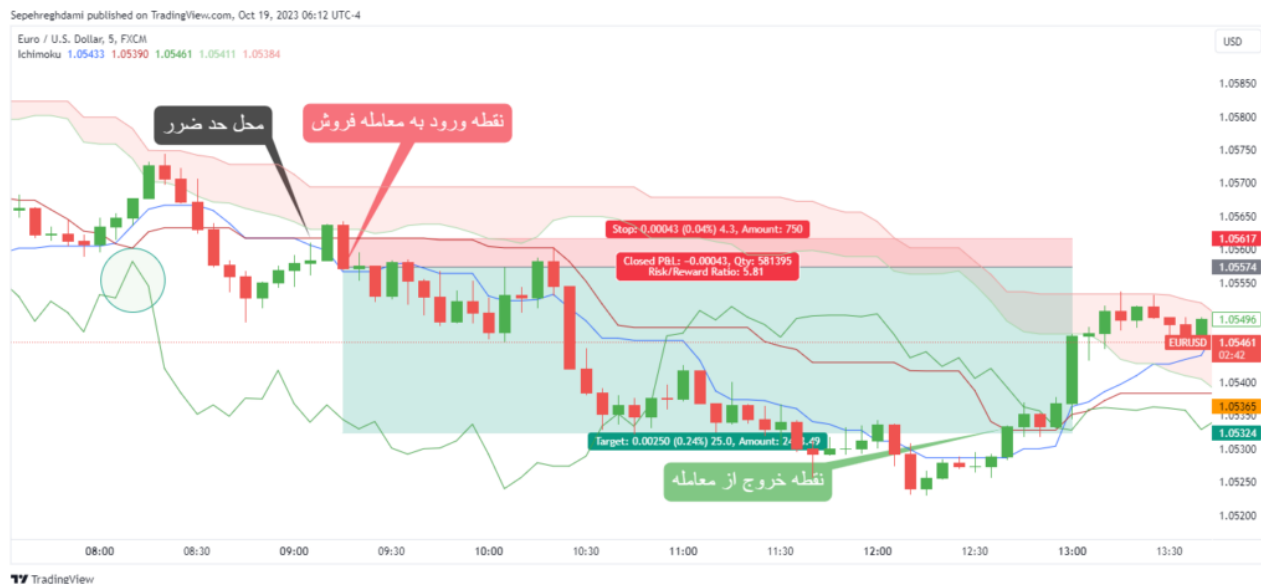 Sepehreghdami published on TradingView.com, Oct 19, 2023 06:12 UTC-4
Euro / U.S. Dollar, 5, FXCM
Ichimoku 1.05433 1.05390 1.05461 1.05411 1.05384
USD
محل حد ضرر
نقطه ورود به معامله فروش
Stop: 0.00043 (0.04%) 4.3, Amount: 750
Closed P&L: -0.00043, Qty: 581395
Risk/Reward Ratio: 5.81
Target: 0.00250 (0.24%) 25.0, Amount:
نقطه خروج از معامله
1.05850
1.05800
1.05750
1.05700
1.05650
1.05617
1.05600
1.05574
1.05550
1.05496
EURUSD 1.05461
02:42
1.05400
1.05365
1.05350
1.05324
1.05300
1.05250
1.05200
08:00 08:30 09:00 09:30 10:00 10:30 11:00 11:30 12:00 12:30 13:00 13:30
TradingView